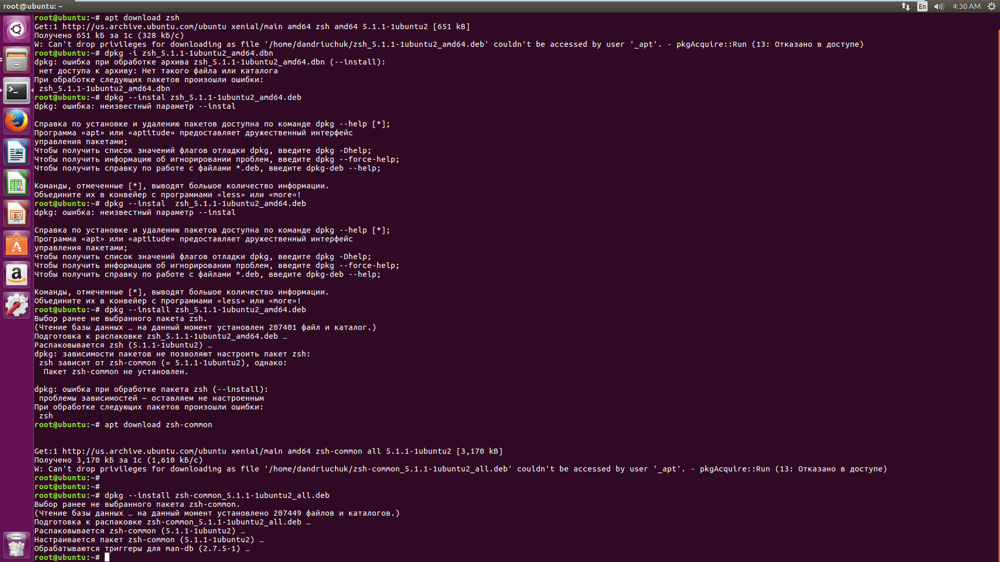 root@ubuntu: ~
En
4:30 AM
root@ubuntu:~# apt download zsh
Get:1 http://us.archive.ubuntu.com/ubuntu xenial/main amd64 zsh amd64 5.1.1-1ubuntu2 [651 kB]
Получено 651 kБ за 1с (328 kБ/c)
W: Can't drop privileges for downloading as file '/home/dandriuchuk/zsh_5.1.1-1ubuntu2_amd64.deb' couldn't be accessed by user '_apt'. - pkgAcquire::Run (13: Отказано в доступе)
root@ubuntu:~# dpkg -i zsh_5.1.1-1ubuntu2_amd64.dbn
dpkg: ошибка при обработке архива zsh_5.1.1-1ubuntu2_amd64.dbn (--install):
 нет доступа к архиву: Нет такого файла или каталога
При обработке следующих пакетов произошли ошибки:
 zsh_5.1.1-1ubuntu2_amd64.dbn
root@ubuntu:~# dpkg --instal zsh_5.1.1-1ubuntu2_amd64.deb
dpkg: ошибка: неизвестный параметр --instal

Справка по установке и удалению пакетов доступна по команде dpkg --help [*];
Программа «apt» или «aptitude» предоставляет дружественный интерфейс
управления пакетами;
Чтобы получить список значений флагов отладки dpkg, введите dpkg -Dhelp;
Чтобы получить информацию об игнорировании проблем, введите dpkg --force-help;
Чтобы получить справку по работе с файлами *.deb, введите dpkg-deb --help;

Команды, отмеченные [*], выводят большое количество информации.
Объедините их в конвейер с программами «less» или «more»!
root@ubuntu:~# dpkg --instal  zsh_5.1.1-1ubuntu2_amd64.deb
dpkg: ошибка: неизвестный параметр --instal

Справка по установке и удалению пакетов доступна по команде dpkg --help [*];
Программа «apt» или «aptitude» предоставляет дружественный интерфейс
управления пакетами;
Чтобы получить список значений флагов отладки dpkg, введите dpkg -Dhelp;
Чтобы получить информацию об игнорировании проблем, введите dpkg --force-help;
Чтобы получить справку по работе с файлами *.deb, введите dpkg-deb --help;

Команды, отмеченные [*], выводят большое количество информации.
Объедините их в конвейер с программами «less» или «more»!
root@ubuntu:~# dpkg --install zsh_5.1.1-1ubuntu2_amd64.deb
Выбор ранее не выбранного пакета zsh.
(Чтение базы данных … на данный момент установлен 207401 файл и каталог.)
Подготовка к распаковке zsh_5.1.1-1ubuntu2_amd64.deb …
Распаковывается zsh (5.1.1-1ubuntu2) …
dpkg: зависимости пакетов не позволяют настроить пакет zsh:
 zsh зависит от zsh-common (= 5.1.1-1ubuntu2), однако:
  Пакет zsh-common не установлен.

dpkg: ошибка при обработке пакета zsh (--install):
 проблемы зависимостей — оставляем не настроенным
При обработке следующих пакетов произошли ошибки:
 zsh
root@ubuntu:~# apt download zsh-common

Get:1 http://us.archive.ubuntu.com/ubuntu xenial/main amd64 zsh-common all 5.1.1-1ubuntu2 [3,170 kB]
Получено 3,170 kБ за 1с (1,610 kБ/c)
W: Can't drop privileges for downloading as file '/home/dandriuchuk/zsh-common_5.1.1-1ubuntu2_all.deb' couldn't be accessed by user '_apt'. - pkgAcquire::Run (13: Отказано в доступе)
root@ubuntu:~#
root@ubuntu:~#
root@ubuntu:~# dpkg --install zsh-common_5.1.1-1ubuntu2_all.deb
Выбор ранее не выбранного пакета zsh-common.
(Чтение базы данных … на данный момент установлено 207449 файлов и каталогов.)
Подготовка к распаковке zsh-common_5.1.1-1ubuntu2_all.deb …
Распаковывается zsh-common (5.1.1-1ubuntu2) …
Настраивается пакет zsh-common (5.1.1-1ubuntu2) …
Обрабатываются триггеры для man-db (2.7.5-1) …
root@ubuntu:~#